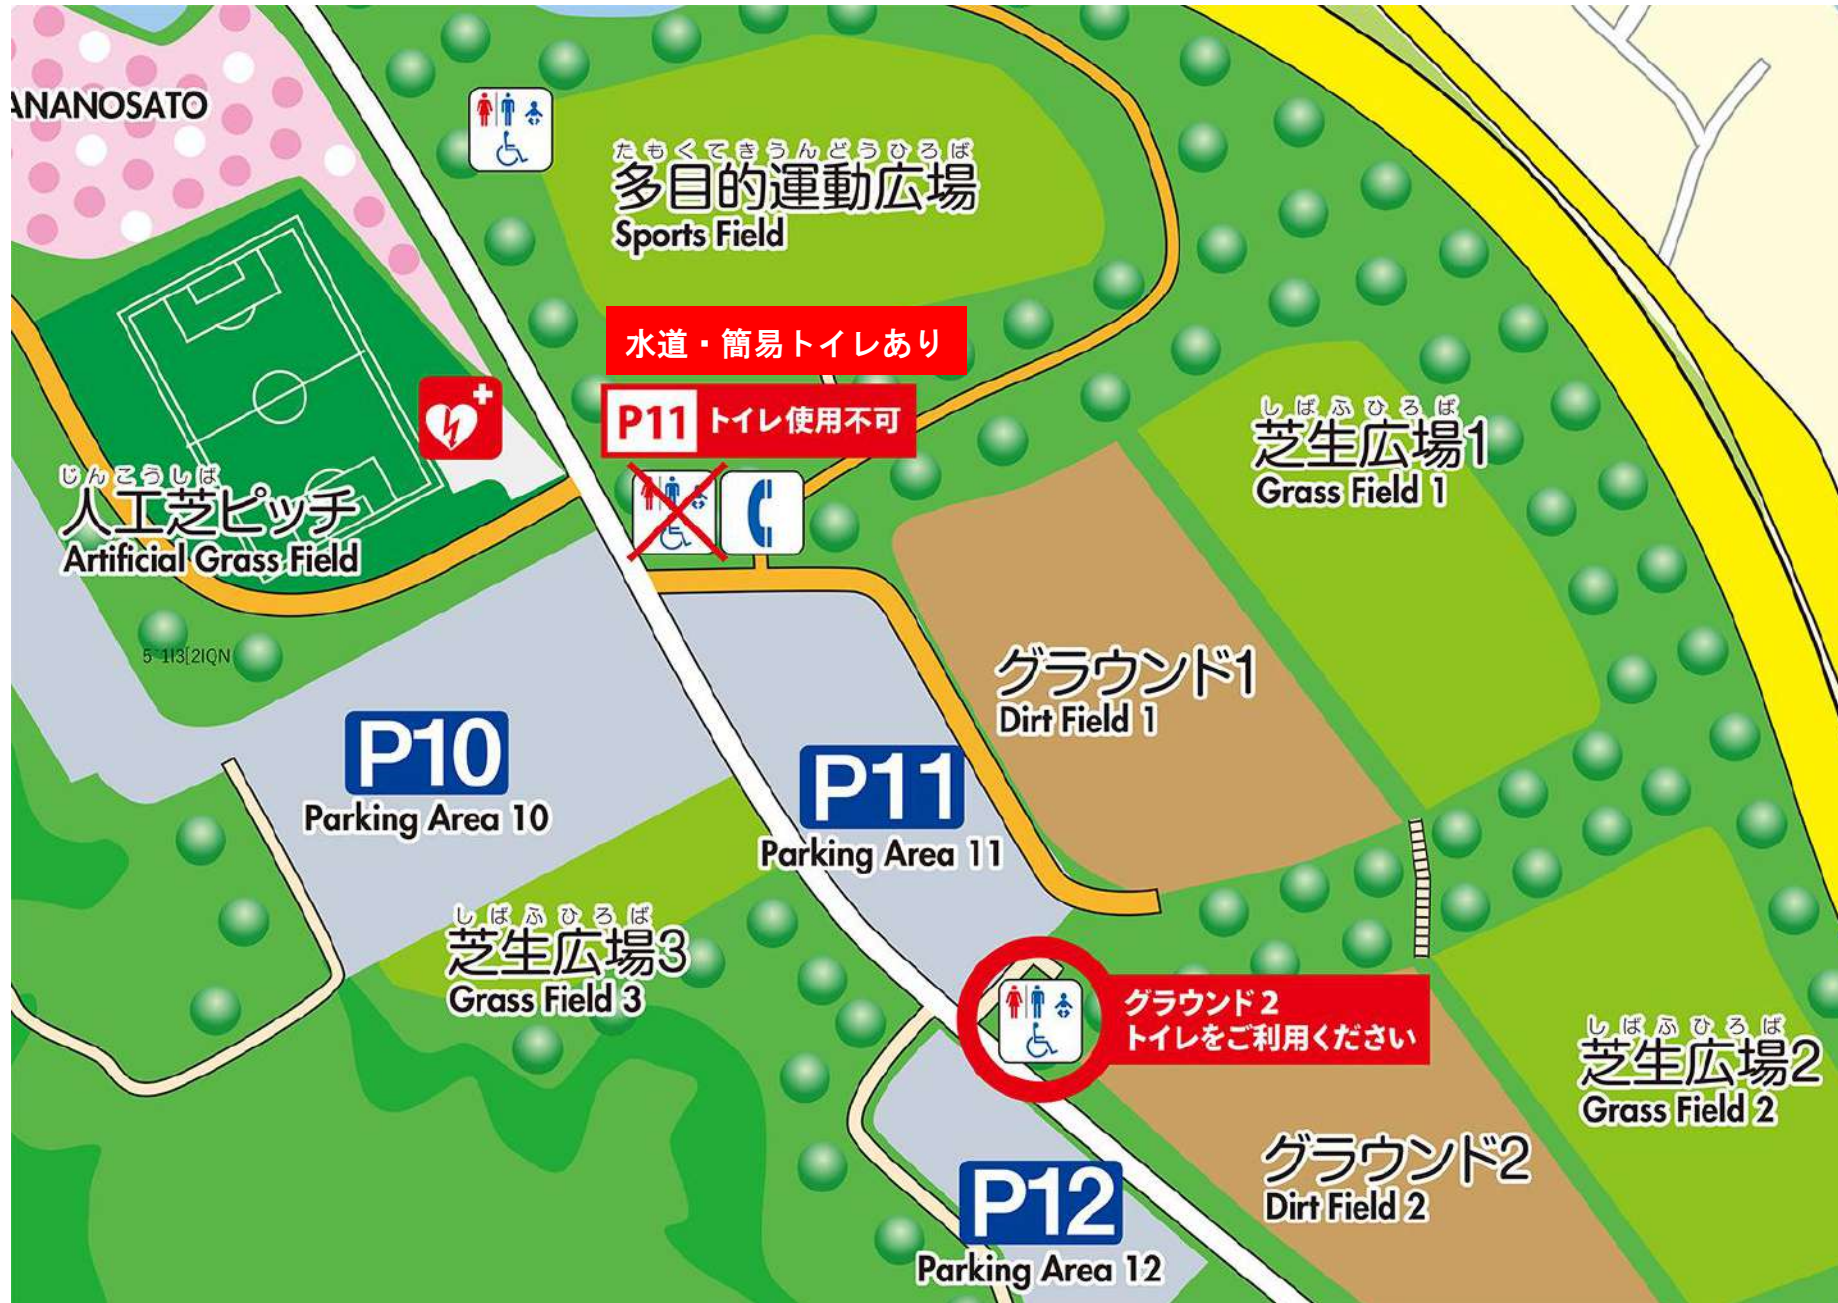 ANANOSATO
たもくてきうんどうひろば
多目的運動広場
Sports Field
水道・簡易トイレあり
P11 トイレ使用不可
しばふひろば
芝生広場1
Grass Field 1
じんこうしば
人工芝ピッチ
Artificial Grass Field
グラウンド1
Dirt Field 1
P10
Parking Area 10
P11
Parking Area 11
しばふひろば
芝生広場3
Grass Field 3
グラウンド2
トイレをご利用ください
しばふひろば
芝生広場2
Grass Field 2
グラウンド2
Dirt Field 2
P12
Parking Area 12